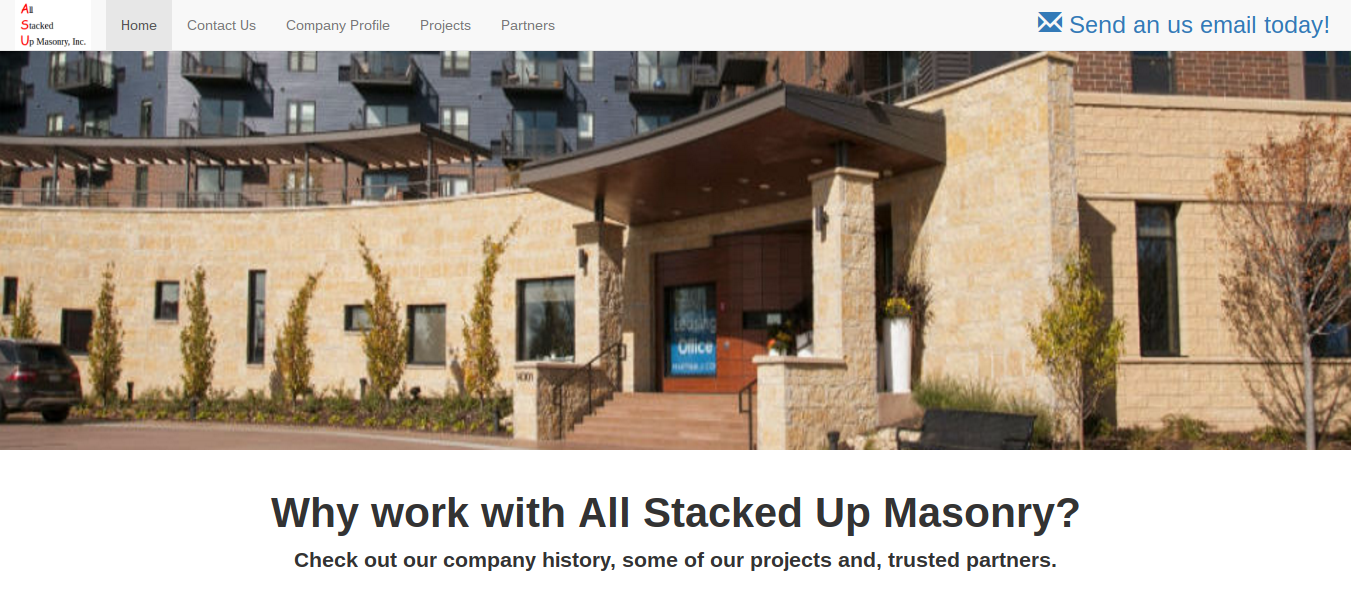 All
Stacked
Up Masonry, Inc.
Home
Contact Us
Company Profile
Projects
Partners
Send an us email today!
Leasing
Office
Why work with All Stacked Up Masonry?
Check out our company history, some of our projects and, trusted partners.